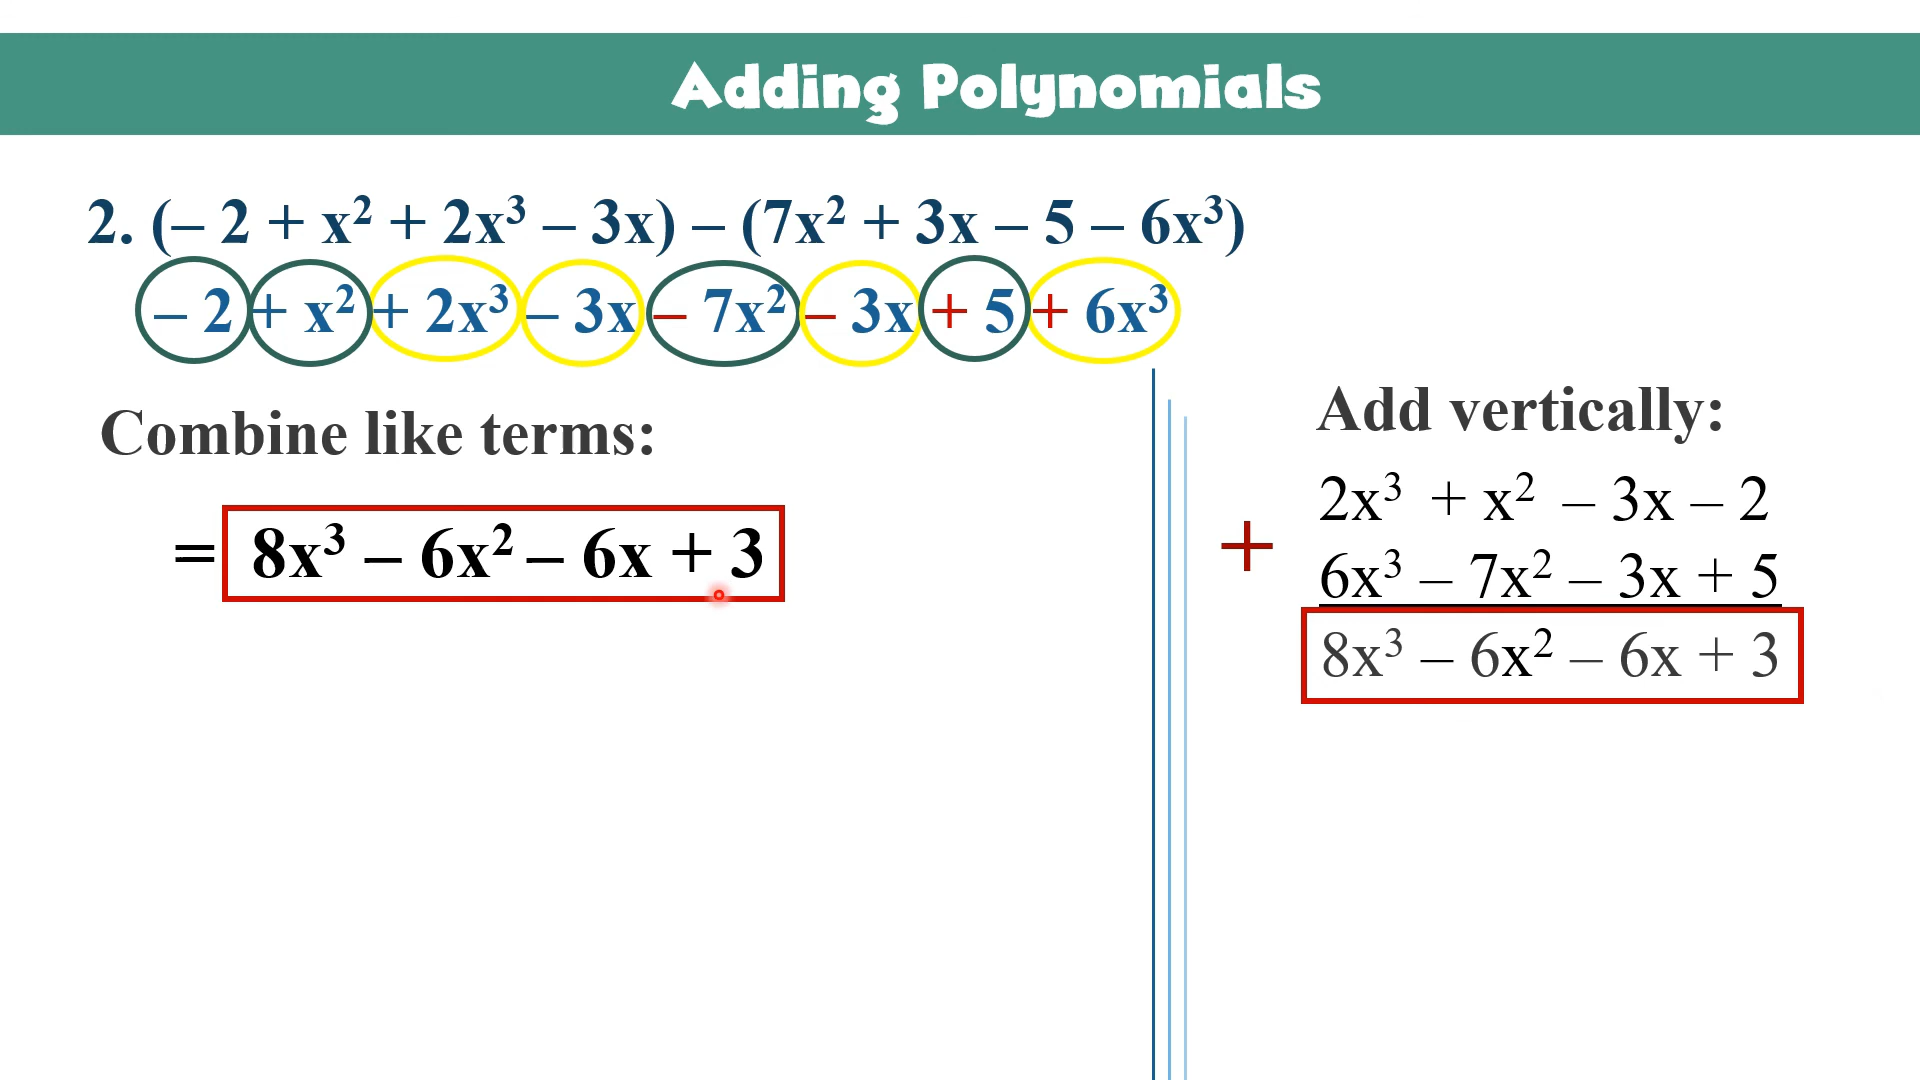 Adding Polynomials
2. (– 2 + x² + 2x³ – 3x) – (7x² + 3x – 5 – 6x³)
– 2 + x² + 2x³ – 3x – 7x² – 3x + 5 + 6x³
Combine like terms:
= 8x³ – 6x² – 6x + 3
Add vertically:
2x³ + x² – 3x – 2
+
6x³ – 7x² – 3x + 5
8x³ – 6x² – 6x + 3